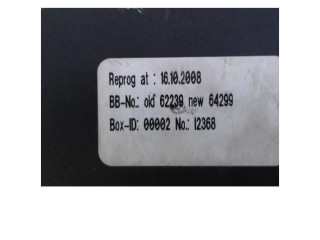 Reprog at : 16.10.2008
BB-No.: old 62239 new 64299
Box-ID: 00002 No.: 12368